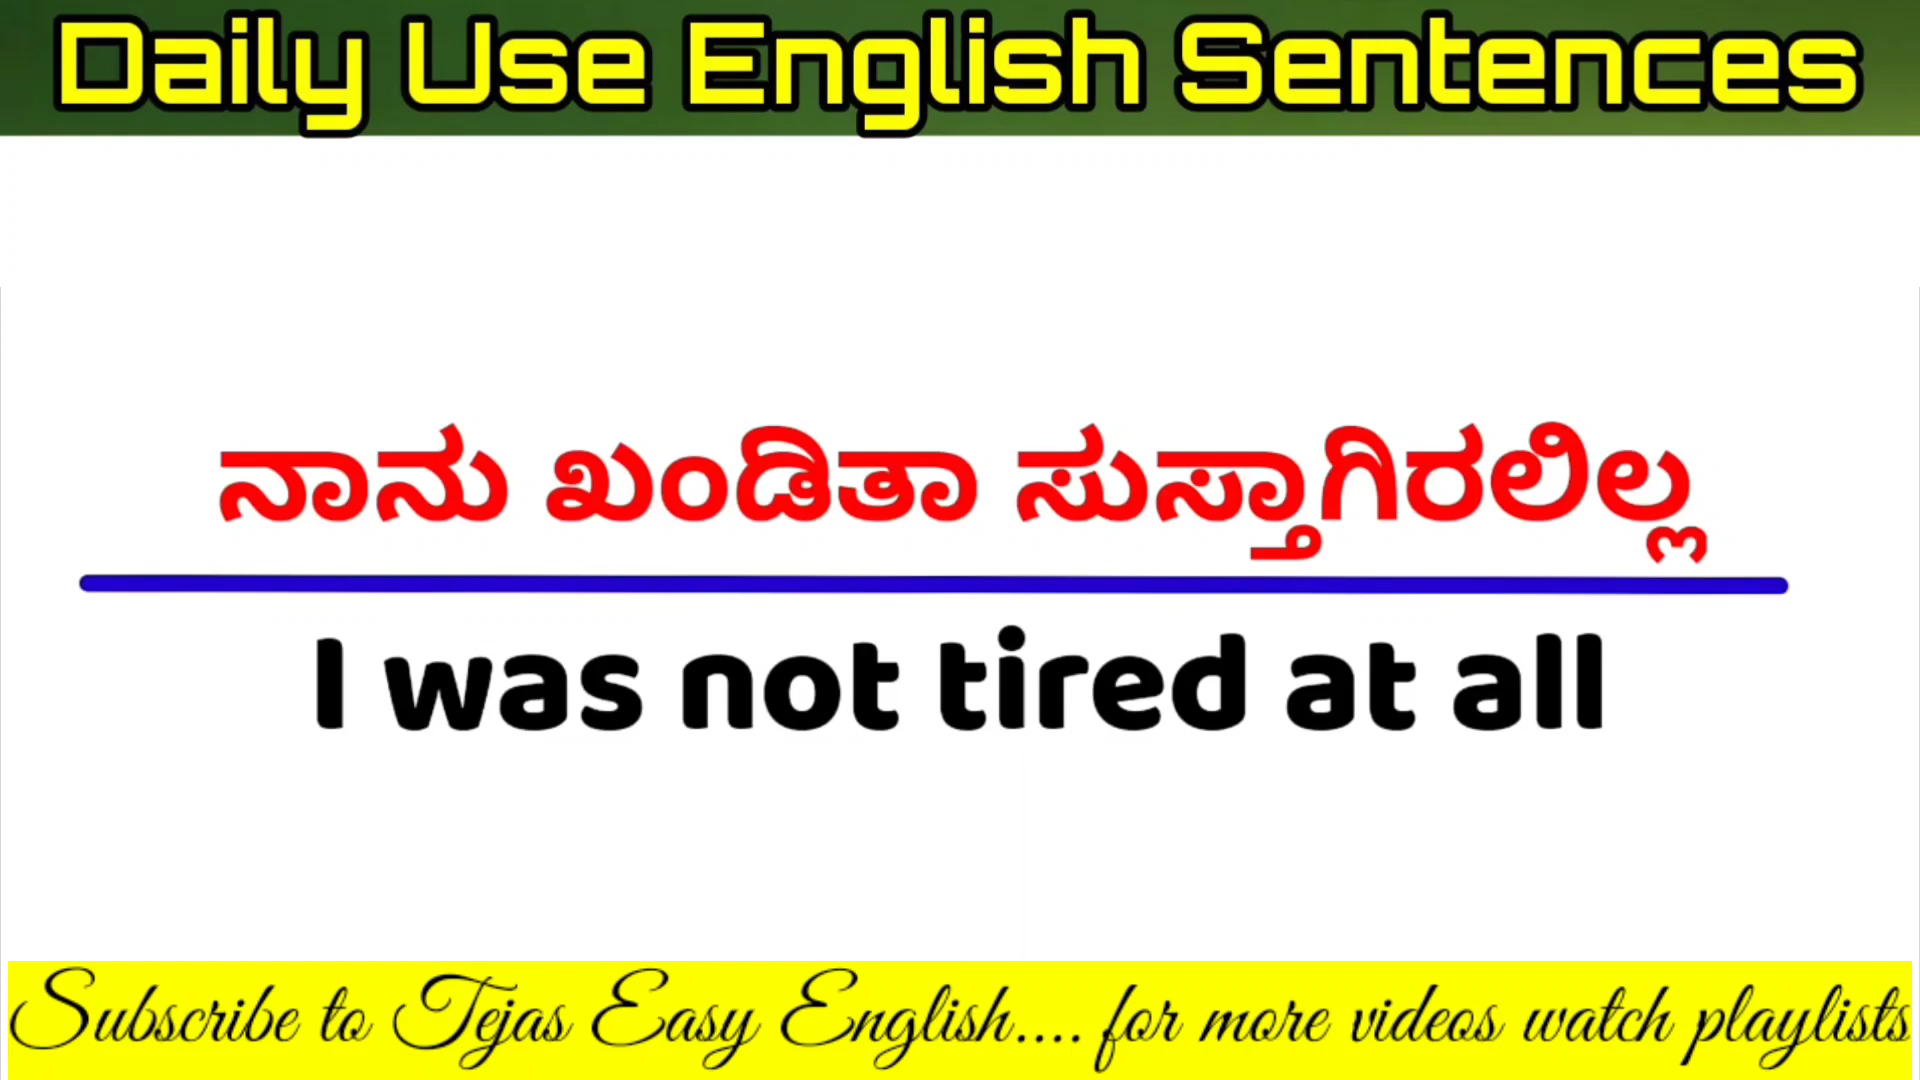 Daily Use English Sentences
ನಾನು ಖಂಡಿತಾ ಸುಸ್ತಾಗಿರಲಿಲ್ಲ
I was not tired at all
Subscribe to Tejas Easy English.... for more videos watch playlists